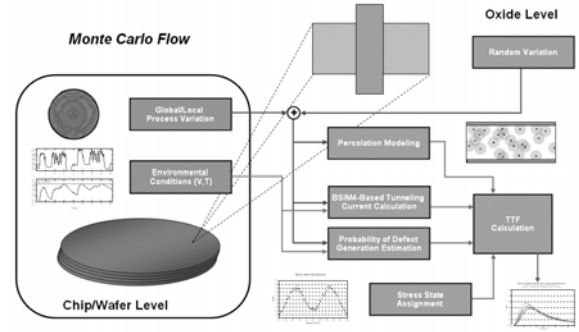 Oxide Level
Monte Carlo Flow
Random Variation
Global/Local
Process Variation
+
Percolation Modeling
Environmental
Conditions (V,T)
BSIM4-Based Tunneling
Current Calculation
TTF
Calculation
Probability of Defect
Generation Estimation
Stress State
Assignment
Chip/Wafer Level